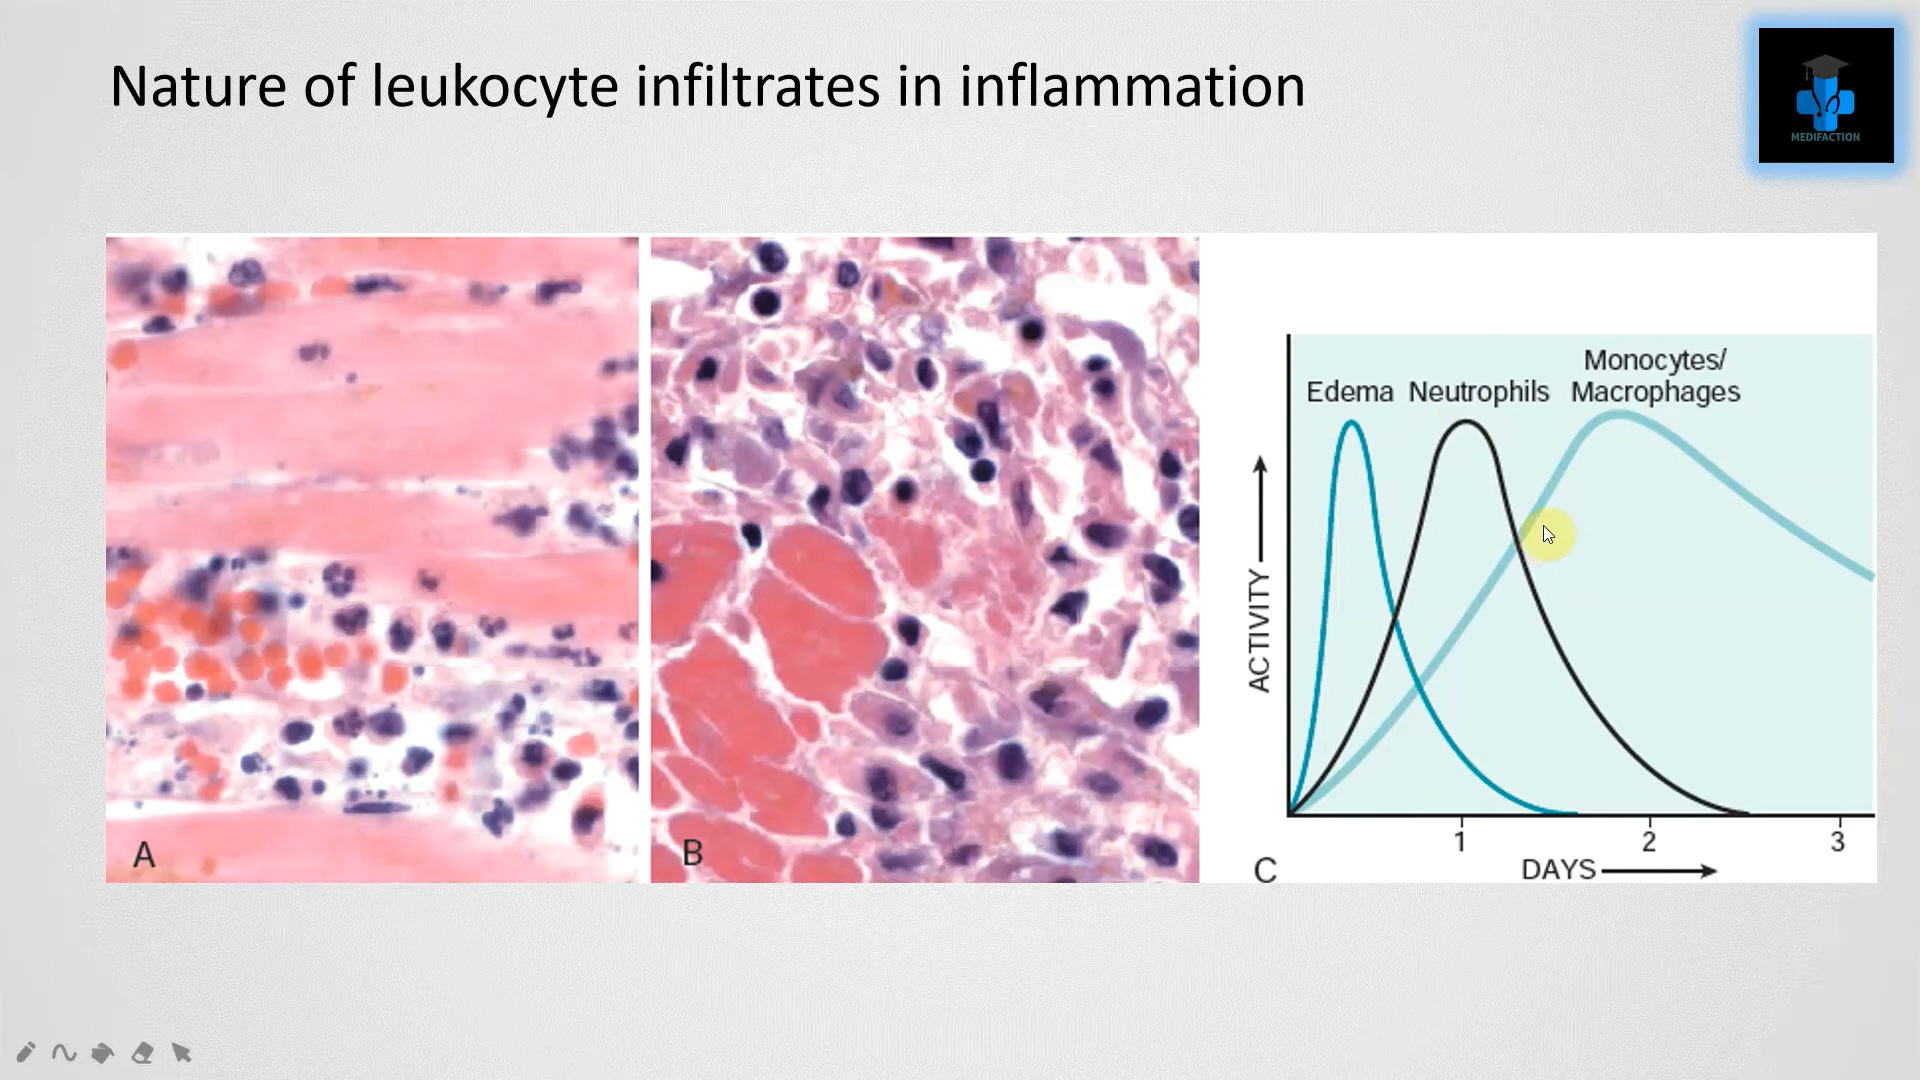 Nature of leukocyte infiltrates in inflammation
MEDIFACTION
A
B
Edema
Neutrophils
Monocytes/
Macrophages
ACTIVITY
1
2
3
DAYS
C